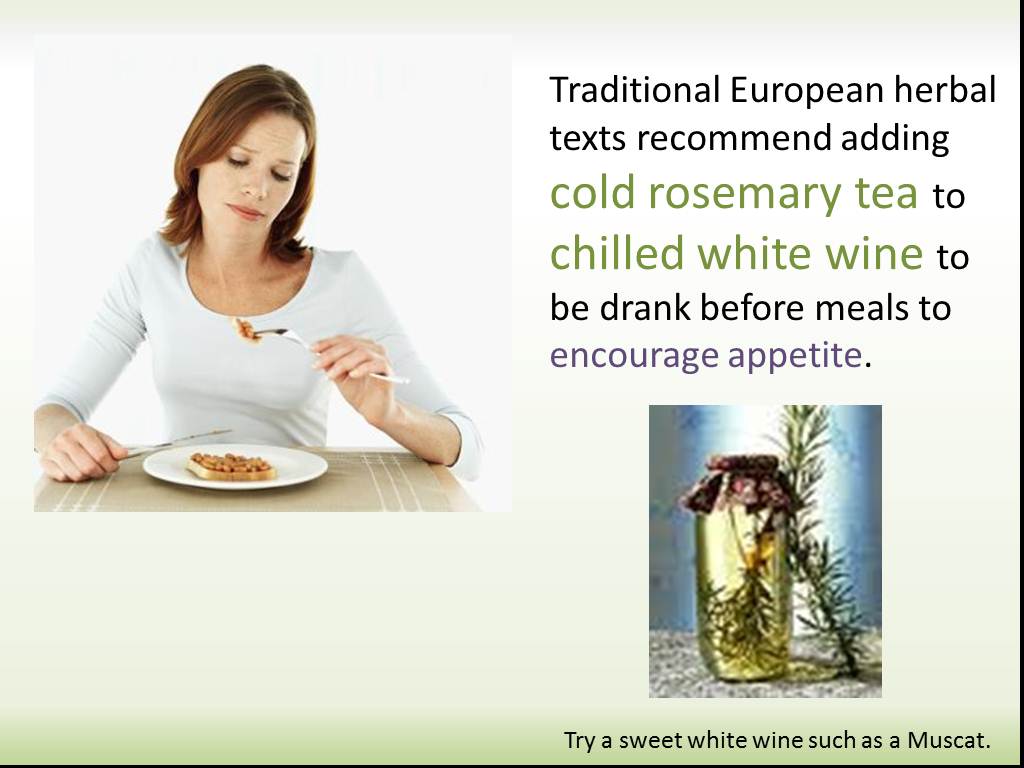 Traditional European herbal
texts recommend adding
cold rosemary tea to
chilled white wine to
be drank before meals to
encourage appetite.
Try a sweet white wine such as a Muscat.